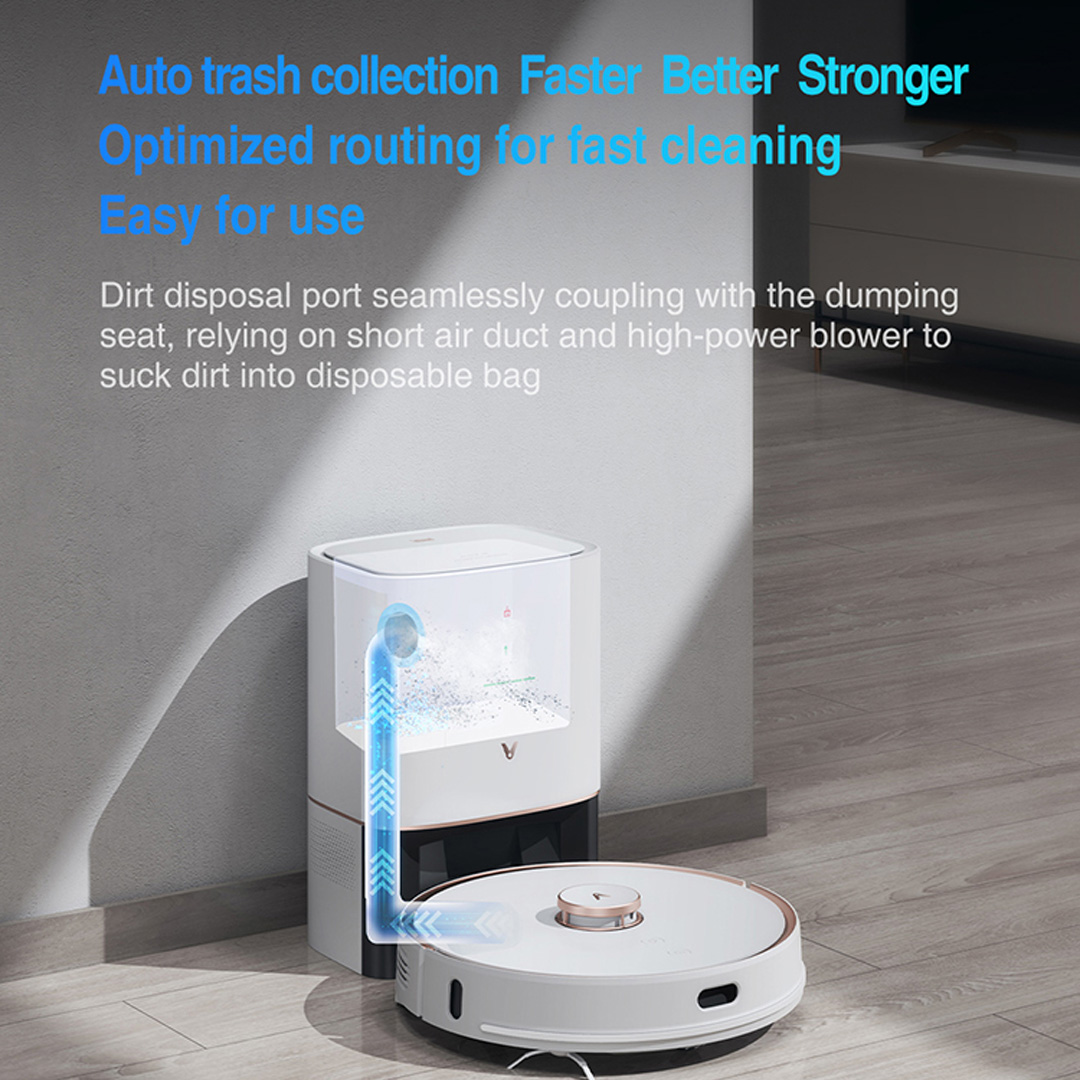 Auto trash collection Faster Better Stronger
Optimized routing for fast cleaning
Easy for use
Dirt disposal port seamlessly coupling with the dumping
seat, relying on short air duct and high-power blower to
suck dirt into disposable bag